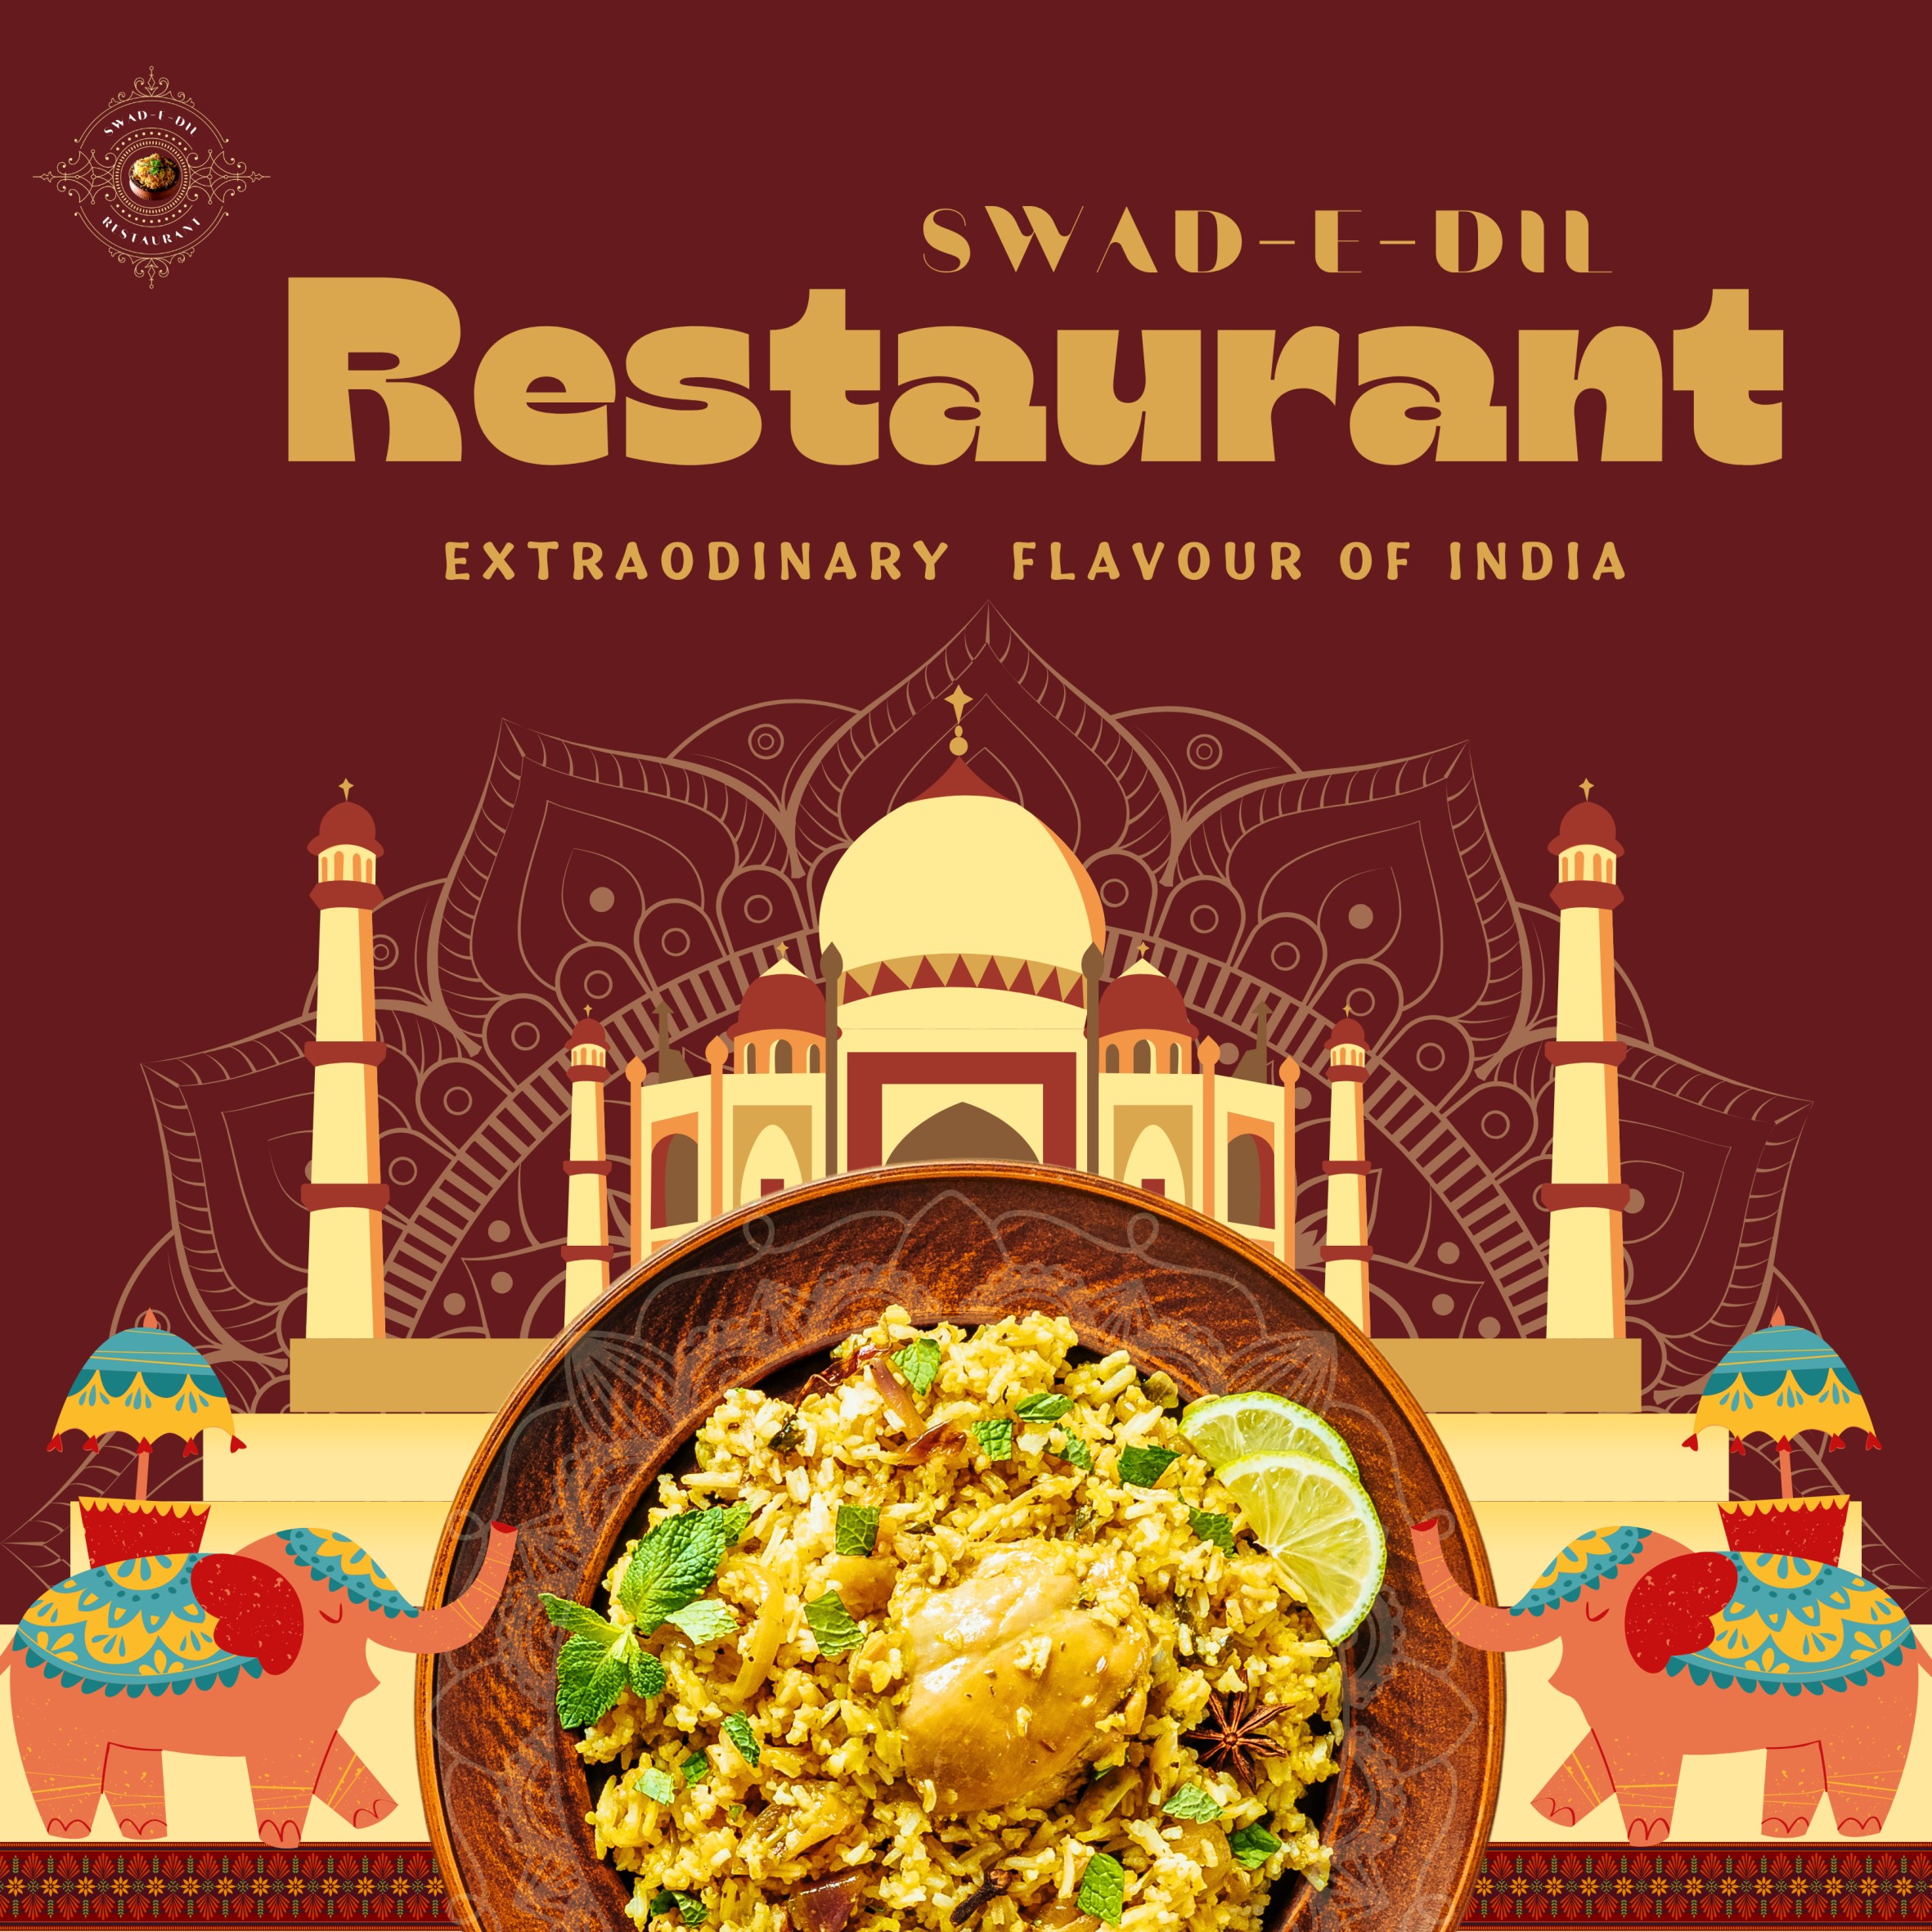 SWAD-E-DIL
RESTAURANT
SWAD-E-DIL
Restaurant
EXTRAODINARY FLAVOUR OF INDIA